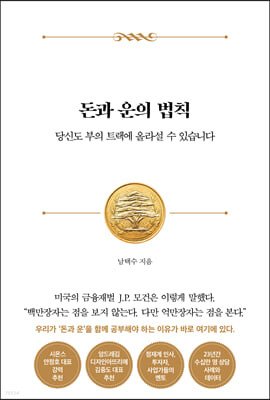 돈과 운의 법칙
당신도 부의 트랙에 올라설 수 있습니다
남택수 지음
미국의 금융재벌 J.P. 모건은 이렇게 말했다.
“백만장자는 점을 보지 않는다. 다만 억만장자는 점을 본다.”
우리가 ‘돈과 운’을 함께 공부해야 하는 이유가 바로 여기에 있다.
시몬스
안정호 대표
강력
추천
알드레김
디자인아뜨리에
김중도 대표
추천
정재계 인사,
투자자,
사업가들의
멘토
23년간
수십만 명 상담
사례와
데이터